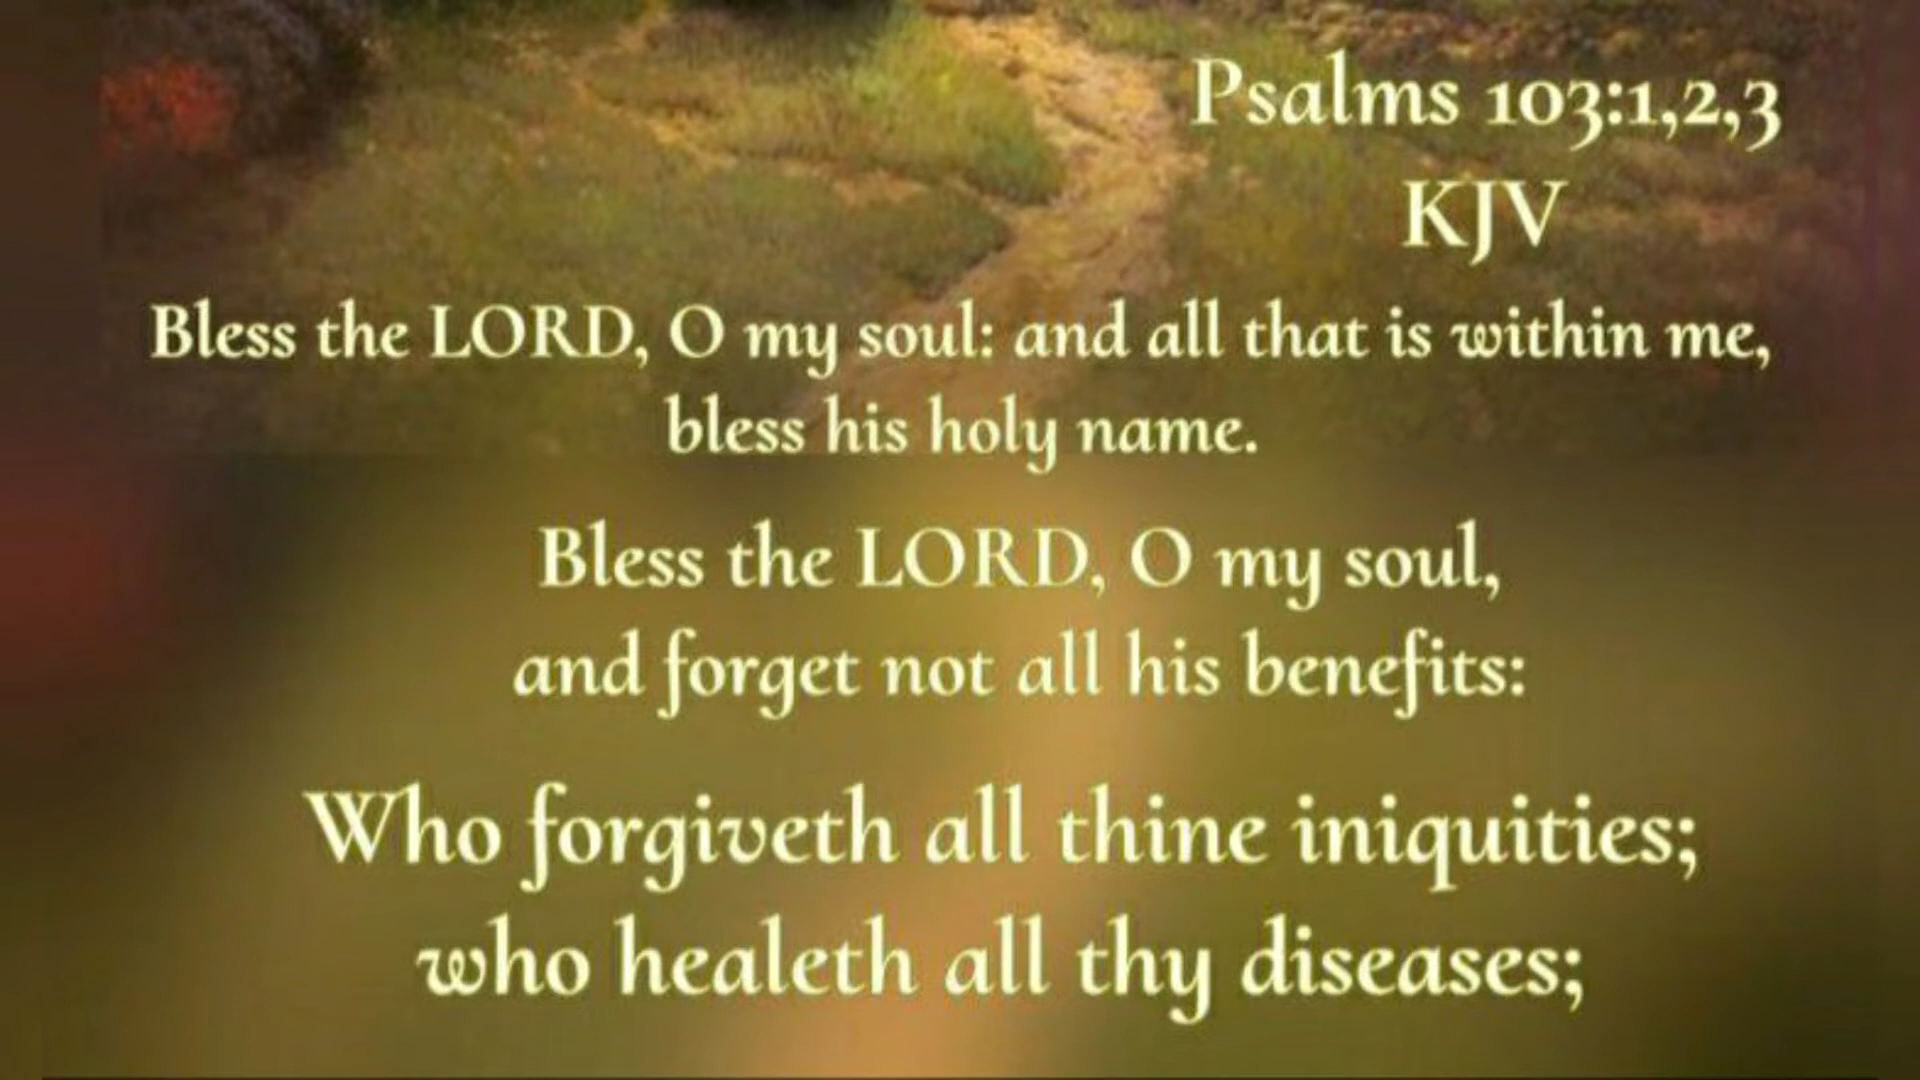 Psalms 103:1,2,3
KJV
Bless the LORD, O my soul: and all that is within me,
bless his holy name.
Bless the LORD, O my soul,
and forget not all his benefits:
Who forgiveth all thine iniquities;
who healeth all thy diseases;